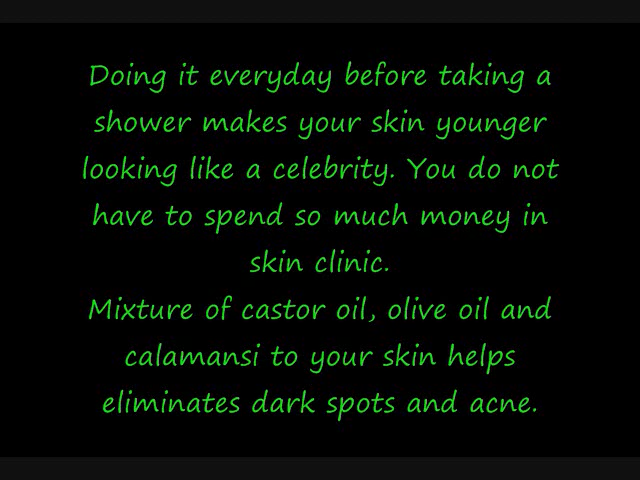 Doing it everyday before taking a
shower makes your skin younger
looking like a celebrity. You do not
have to spend so much money in
skin clinic.
Mixture of castor oil, olive oil and
calamansi to your skin helps
eliminates dark spots and acne.